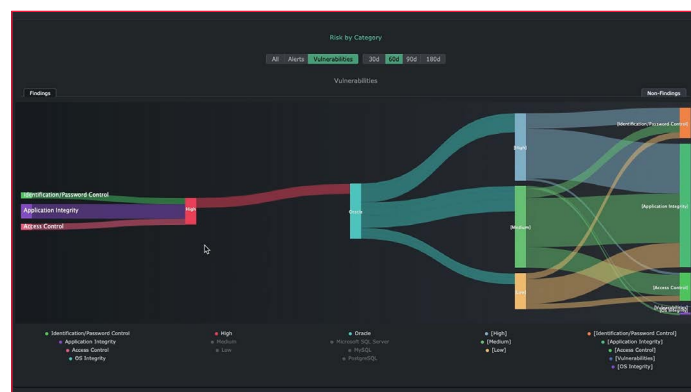 Risk by Category
All Alerts Vulnerabilities 30d 60d 90d 180d
Vulnerabilities
Findings
Non-Findings
[Identification/Password Control]
[High]
Identification/Password Control
High
Application Integrity
Oracle
[Application Integrity]
Access Control
[Medium]
[Access Control]
[Low]
Identification/Password Control
High
Oracle
[High]
[Identification/Password Control]
Application Integrity
Medium
Microsoft SQL Server
[Medium]
[Application Integrity]
Access Control
Low
MySQL
[Low]
[Access Control]
OS Integrity
PostgreSQL
[Vulnerabilities]
[OS Integrity]